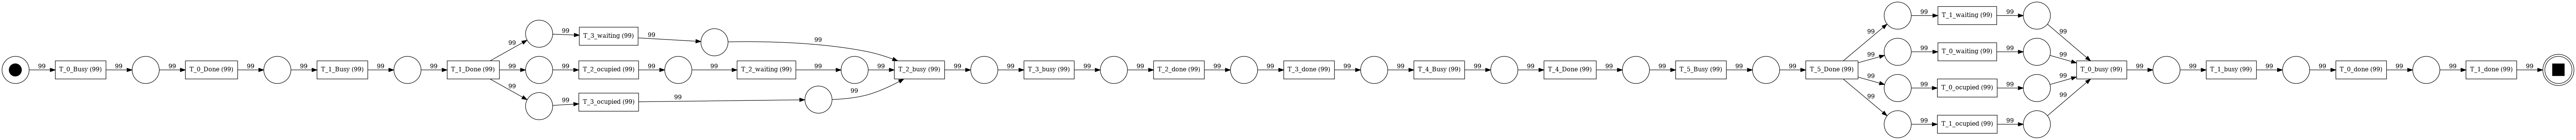 99
T_0_Busy (99)
99
99
T_0_Done (99)
99
99
T_1_Busy (99)
99
99
T_1_Done (99)
99
99
T_3_waiting (99)
99
99
99
99
T_2_ocupied (99)
99
99
T_2_waiting (99)
99
99
99
99
T_3_ocupied (99)
99
99
T_2_busy (99)
99
99
T_3_busy (99)
99
99
T_2_done (99)
99
99
T_3_done (99)
99
99
T_4_Busy (99)
99
99
T_4_Done (99)
99
99
T_5_Busy (99)
99
99
T_5_Done (99)
99
99
T_1_waiting (99)
99
99
99
99
T_0_waiting (99)
99
99
99
99
T_0_ocupied (99)
99
99
99
99
T_1_ocupied (99)
99
99
T_0_busy (99)
99
99
T_1_busy (99)
99
99
T_0_done (99)
99
99
T_1_done (99)
99